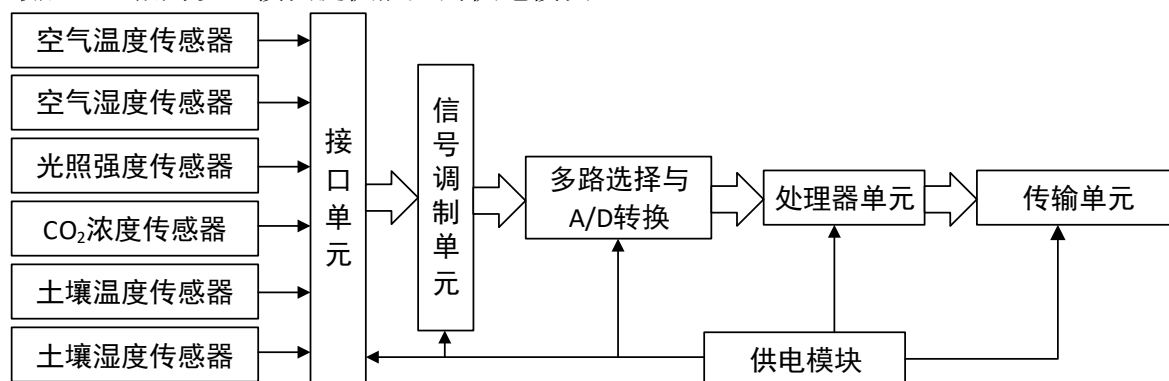 空气温度传感器
空气湿度传感器
光照强度传感器
CO₂浓度传感器
土壤温度传感器
土壤湿度传感器
接口单元
信号调制单元
多路选择与
A/D转换
处理器单元
传输单元
供电模块